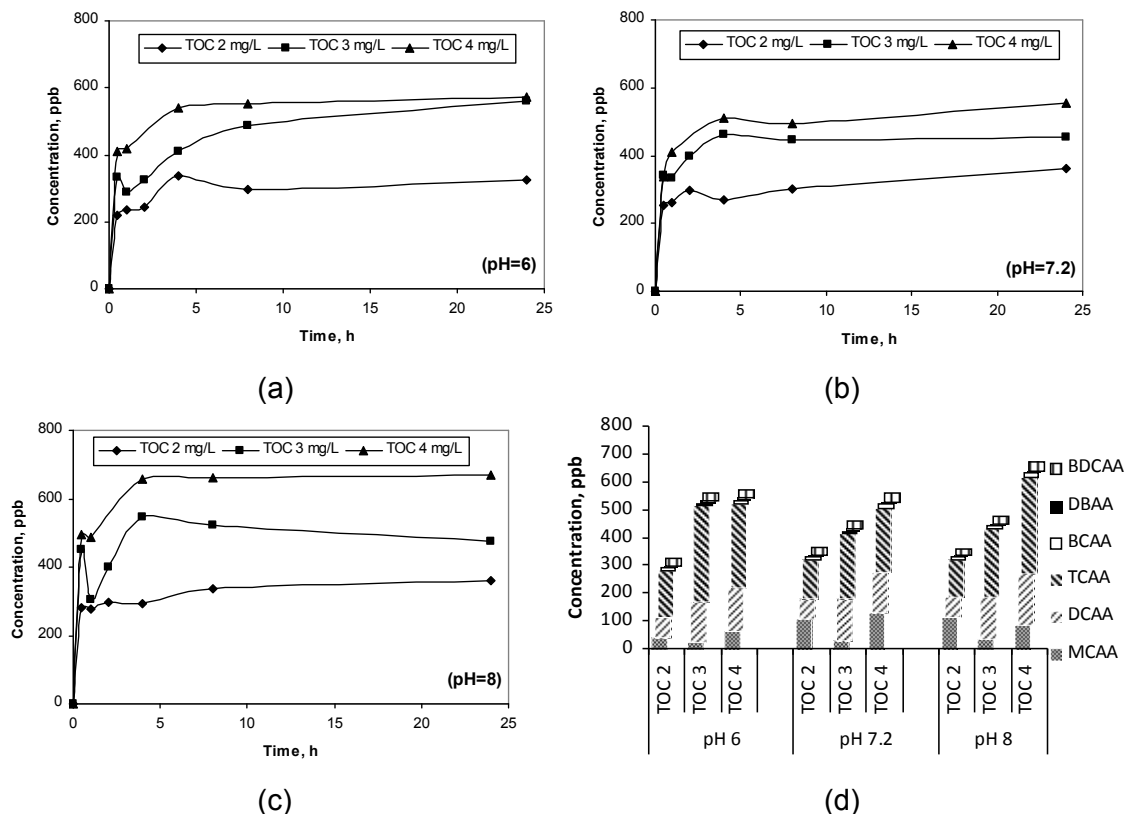 800
600
400
200
0
Concentration, ppb
TOC 2 mg/L TOC 3 mg/L TOC 4 mg/L
(pH=6)
0 5 10 15 20 25
Time, h
(a)
800
600
400
200
0
Concentration, ppb
TOC 2 mg/L TOC 3 mg/L TOC 4 mg/L
(pH=7.2)
0 5 10 15 20 25
Time, h
(b)
800
600
400
200
0
Concentration, ppb
TOC 2 mg/L TOC 3 mg/L TOC 4 mg/L
(pH=8)
0 5 10 15 20 25
Time, h
(c)
800
700
600
500
400
300
200
100
0
Concentration, ppb
TOC 2 TOC 3 TOC 4 TOC 2 TOC 3 TOC 4 TOC 2 TOC 3 TOC 4
pH 6 pH 7.2 pH 8
BDCAA
DBAA
BCAA
TCAA
DCAA
MCAA
(d)